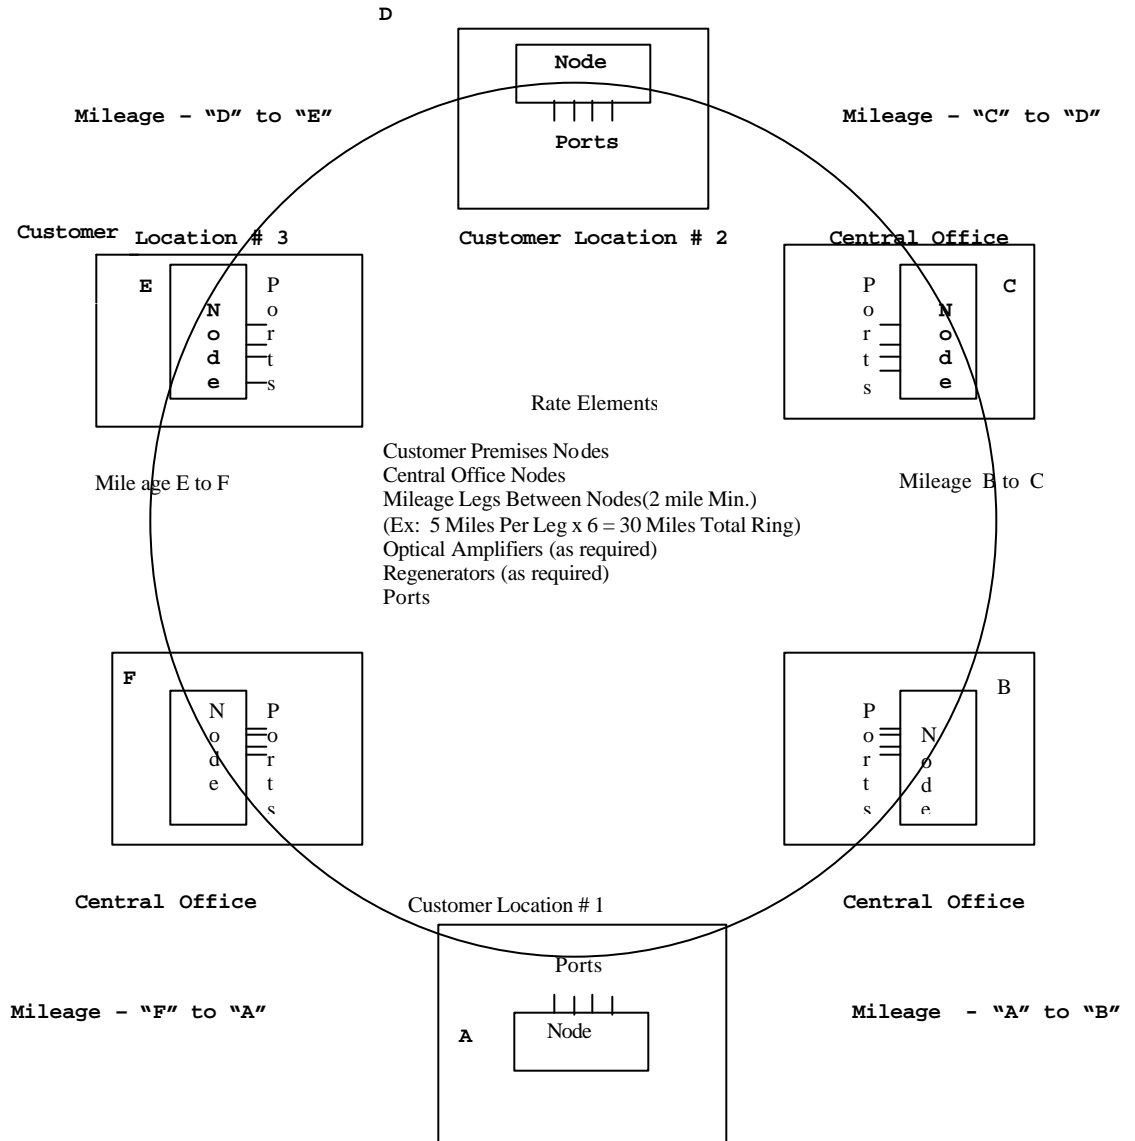 D
Node
Ports
Mileage – “D” to “E”
Mileage – “C” to “D”
Customer Location # 3
Customer Location # 2
Central Office
E
Node
Ports
Ports
Node
C
Rate Elements
Customer Premises Nodes
Central Office Nodes
Mileage Legs Between Nodes(2 mile Min.)
(Ex: 5 Miles Per Leg x 6 = 30 Miles Total Ring)
Optical Amplifiers (as required)
Regenerators (as required)
Ports
Mile age E to F
Mileage B to C
F
Node
Ports
Ports
Node
B
Central Office
Customer Location # 1
Central Office
Ports
Node
A
Mileage – “F” to “A”
Mileage - “A” to “B”